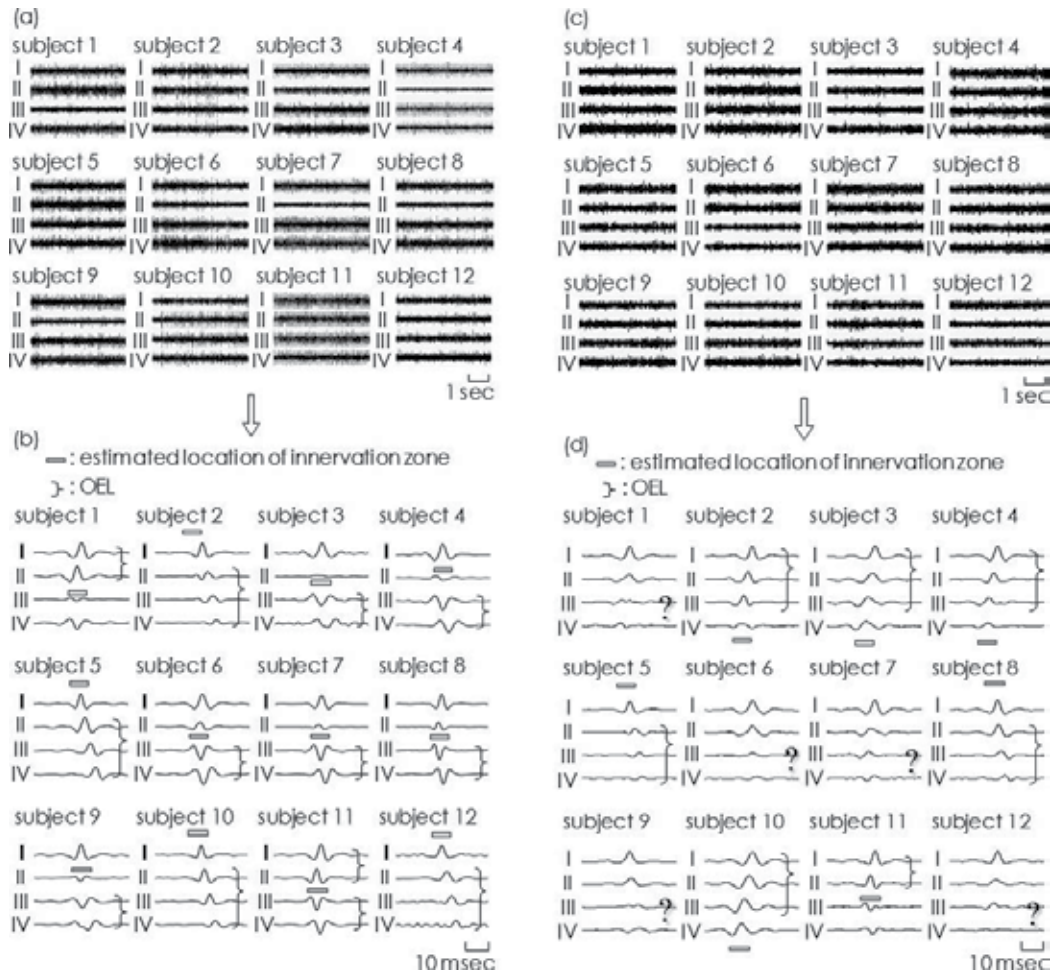 (a)
subject 1 subject 2 subject 3 subject 4
I I I I
II II II II
III III III III
IV IV IV IV
subject 5 subject 6 subject 7 subject 8
I I I I
II II II II
III III III III
IV IV IV IV
subject 9 subject 10 subject 11 subject 12
I I I I
II II II II
III III III III
IV IV IV IV
1 sec
(b)
: estimated location of innervation zone
: OEL
subject 1 subject 2 subject 3 subject 4
I I I I
II II II II
III III III III
IV IV IV IV
subject 5 subject 6 subject 7 subject 8
I I I I
II II II II
III III III III
IV IV IV IV
subject 9 subject 10 subject 11 subject 12
I I I I
II II II II
III III III III
IV IV IV IV
10 msec
(c)
subject 1 subject 2 subject 3 subject 4
I I I I
II II II II
III III III III
IV IV IV IV
subject 5 subject 6 subject 7 subject 8
I I I I
II II II II
III III III III
IV IV IV IV
subject 9 subject 10 subject 11 subject 12
I I I I
II II II II
III III III III
IV IV IV IV
1 sec
(d)
: estimated location of innervation zone
: OEL
subject 1 subject 2 subject 3 subject 4
I I I I
II II II II
III ? III III III
IV IV IV IV
subject 5 subject 6 subject 7 subject 8
I I I I
II II II II
III III ? III ? III
IV IV IV IV
subject 9 subject 10 subject 11 subject 12
I I I I
II II II II
III ? III III III ?
IV IV IV IV
10 msec